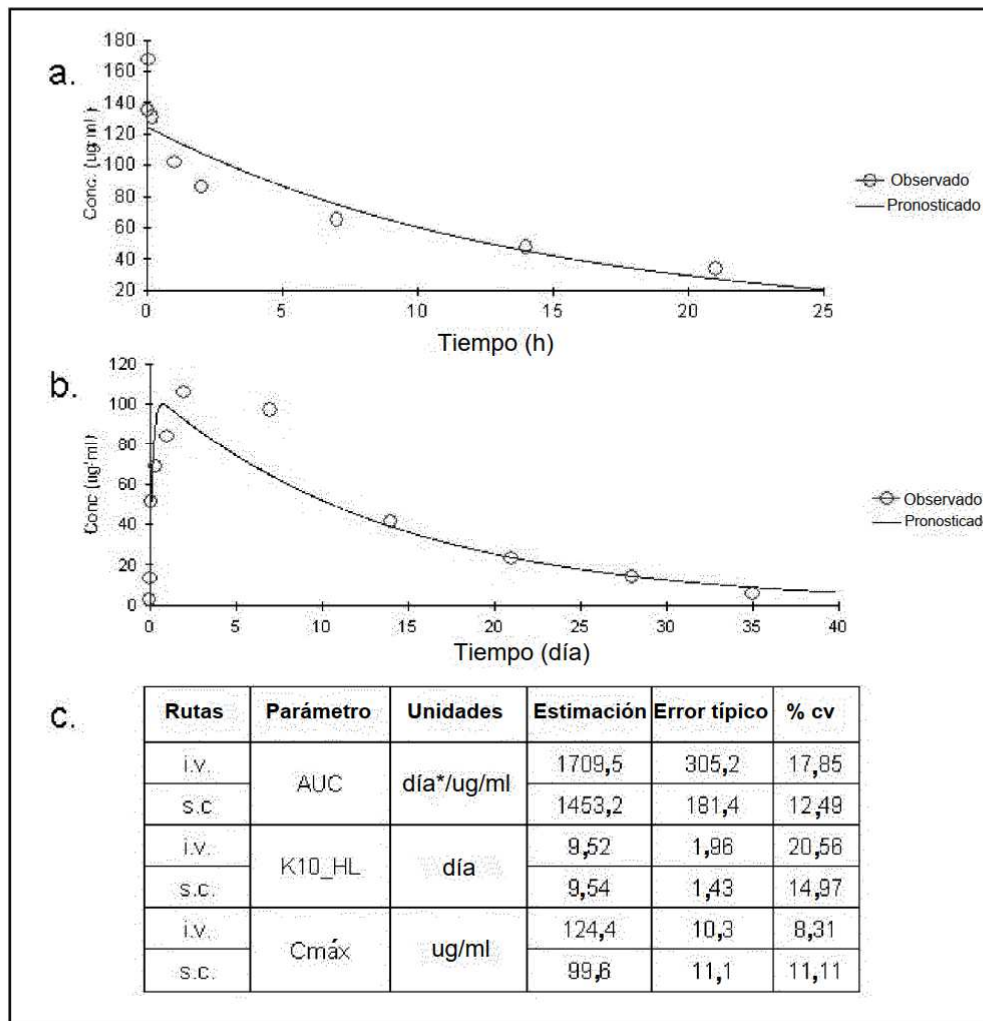 a.
Conc. (ug/ml)
180
160
140
120
100
80
60
40
20
0 5 10 15 20 25
Tiempo (h)
Observado
Pronosticado
b.
Conc (ug/ml)
120
100
80
60
40
20
0
0 5 10 15 20 25 30 35 40
Tiempo (día)
Observado
Pronosticad
c.
Rutas Parámetro Unidades Estimación Error típico % cv
i.v. AUC día*/ug/ml 1709,5 305,2 17,85
s.c 1453,2 181,4 12,49
i.v. K10_HL día 9,52 1,96 20,56
s.c. 9,54 1,43 14,97
i.v. Cmáx ug/ml 124,4 10,3 8,31
s.c. 99,6 11,1 11,11